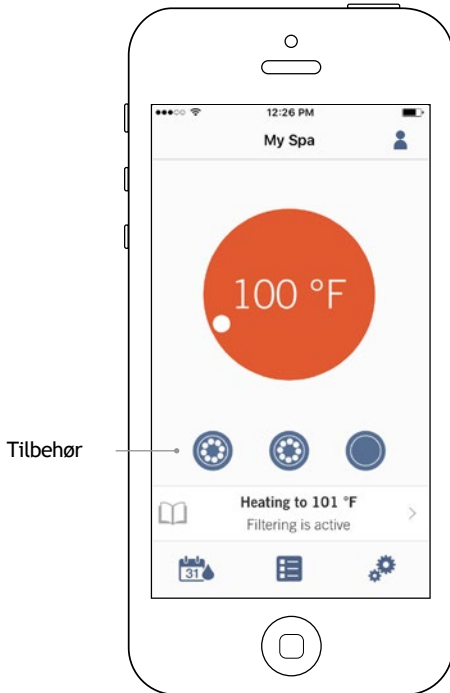 12:26 PM
My Spa
100 °F
Tilbehør
Heating to 101 °F
Filtering is active
31